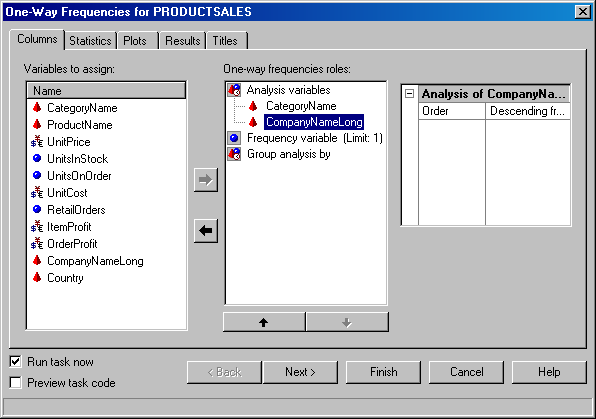 One-Way Frequencies for PRODUCTSALES
Columns Statistics Plots Results Titles
Variables to assign:
Name
CategoryName
ProductName
UnitPrice
UnitsInStock
UnitsOnOrder
UnitCost
RetailOrders
ItemProfit
OrderProfit
CompanyNameLong
Country
One-way frequencies roles:
Analysis variables
CategoryName
CompanyNameLong
Frequency variable (Limit: 1)
Group analysis by
Analysis of CompanyNa...
Order Descending fr...
Run task now
Preview task code
< Back Next > Finish Cancel Help